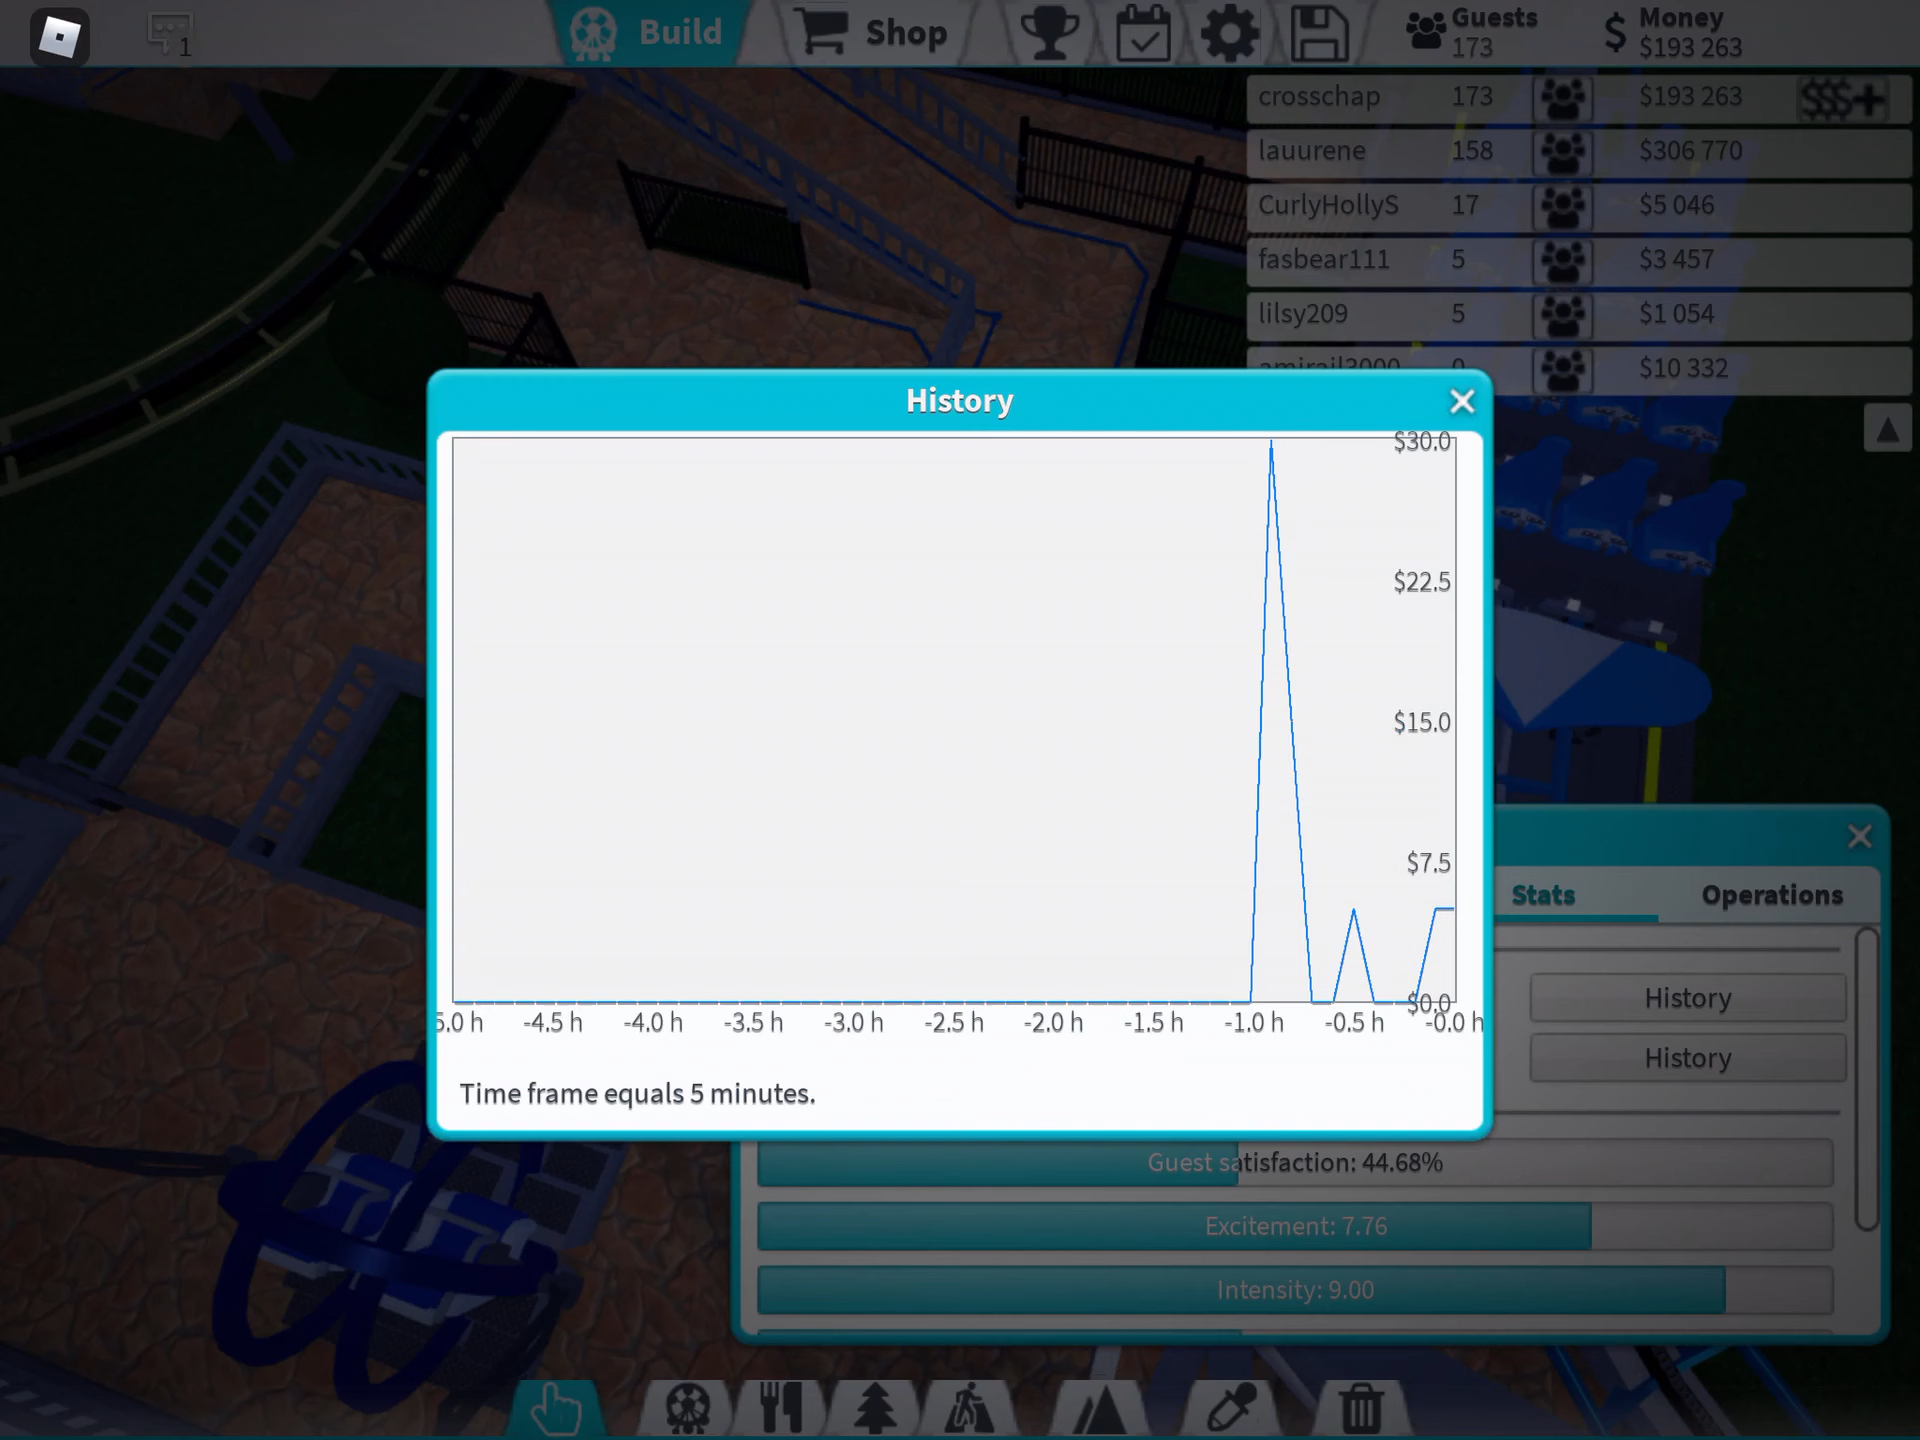 1
Build
Shop
Guests
173
$
Money
$193 263
crosschap 173 $193 263 $$$+
lauurene 158 $306 770
CurlyHollyS 17 $5 046
fasbear111 5 $3 457
lilsy209 5 $1 054
$10 332
History
$30.0
$22.5
$15.0
$7.5
$0.0
5.0 h -4.5 h -4.0 h -3.5 h -3.0 h -2.5 h -2.0 h -1.5 h -1.0 h -0.5 h -0.0 h
Time frame equals 5 minutes.
Stats Operations
History
History
Guest satisfaction: 44.68%
Excitement: 7.76
Intensity: 9.00